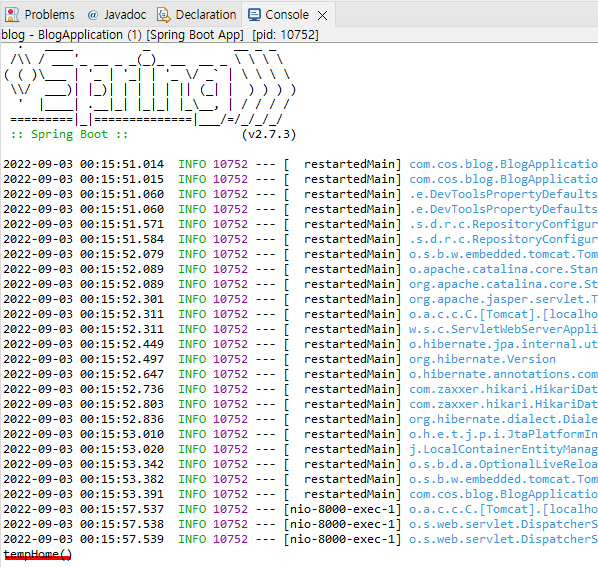 Problems @ Javadoc Declaration Console
blog - BlogApplication (1) [Spring Boot App] [pid: 10752]
  .   ____          _            __ _ _
 /\\ / ___'_ __ _ _(_)_ __  __ _ \ \ \ \
( ( )\___ | '_ | '_| | '_ \/ _` | \ \ \ \
 \\/  ___)| |_)| | | | | || (_| |  ) ) ) )
  '  |____| .__|_| |_|_| |_\__, | / / / /
 =========|_|==============|___/=/_/_/_/
 :: Spring Boot ::                (v2.7.3)
2022-09-03 00:15:51.014  INFO 10752 --- [  restartedMain] com.cos.blog.BlogApplicatio
2022-09-03 00:15:51.015  INFO 10752 --- [  restartedMain] com.cos.blog.BlogApplicatio
2022-09-03 00:15:51.060  INFO 10752 --- [  restartedMain] .e.DevToolsPropertyDefaults
2022-09-03 00:15:51.060  INFO 10752 --- [  restartedMain] .e.DevToolsPropertyDefaults
2022-09-03 00:15:51.571  INFO 10752 --- [  restartedMain] .s.d.r.c.RepositoryConfigur
2022-09-03 00:15:51.584  INFO 10752 --- [  restartedMain] .s.d.r.c.RepositoryConfigur
2022-09-03 00:15:52.079  INFO 10752 --- [  restartedMain] o.s.b.w.embedded.tomcat.Tom
2022-09-03 00:15:52.089  INFO 10752 --- [  restartedMain] o.apache.catalina.core.Stan
2022-09-03 00:15:52.089  INFO 10752 --- [  restartedMain] org.apache.catalina.core.St
2022-09-03 00:15:52.301  INFO 10752 --- [  restartedMain] org.apache.jasper.servlet.T
2022-09-03 00:15:52.311  INFO 10752 --- [  restartedMain] o.a.c.c.C.[Tomcat].[localho
2022-09-03 00:15:52.311  INFO 10752 --- [  restartedMain] w.s.c.ServletWebServerAppli
2022-09-03 00:15:52.449  INFO 10752 --- [  restartedMain] o.hibernate.jpa.internal.ut
2022-09-03 00:15:52.497  INFO 10752 --- [  restartedMain] org.hibernate.Version
2022-09-03 00:15:52.647  INFO 10752 --- [  restartedMain] o.hibernate.annotations.com
2022-09-03 00:15:52.736  INFO 10752 --- [  restartedMain] com.zaxxer.hikari.HikariDat
2022-09-03 00:15:52.803  INFO 10752 --- [  restartedMain] com.zaxxer.hikari.HikariDat
2022-09-03 00:15:52.836  INFO 10752 --- [  restartedMain] org.hibernate.dialect.Diale
2022-09-03 00:15:53.010  INFO 10752 --- [  restartedMain] o.h.e.t.j.p.i.JtaPlatformIn
2022-09-03 00:15:53.020  INFO 10752 --- [  restartedMain] j.LocalContainerEntityManag
2022-09-03 00:15:53.342  INFO 10752 --- [  restartedMain] o.s.b.d.a.OptionalLiveReloa
2022-09-03 00:15:53.382  INFO 10752 --- [  restartedMain] o.s.b.w.embedded.tomcat.Tom
2022-09-03 00:15:53.391  INFO 10752 --- [  restartedMain] com.cos.blog.BlogApplicatio
2022-09-03 00:15:57.537  INFO 10752 --- [nio-8000-exec-1] o.a.c.c.C.[Tomcat].[localho
2022-09-03 00:15:57.538  INFO 10752 --- [nio-8000-exec-1] o.s.web.servlet.DispatcherS
2022-09-03 00:15:57.539  INFO 10752 --- [nio-8000-exec-1] o.s.web.servlet.DispatcherS
tempHome()